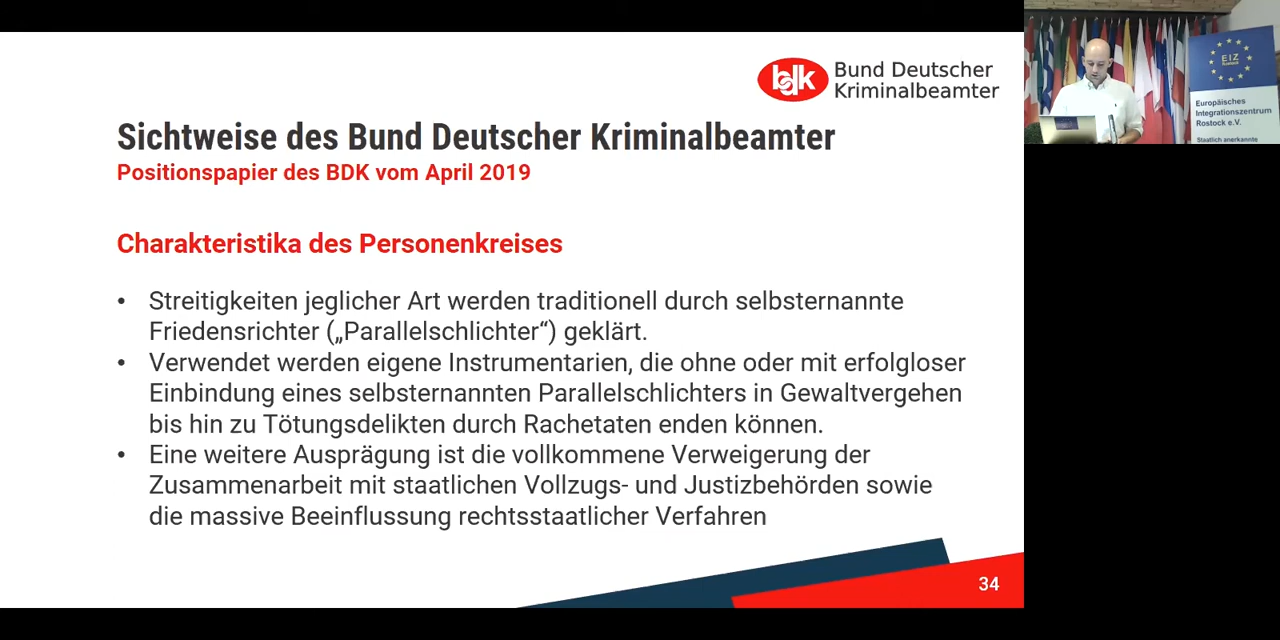 bdk Bund Deutscher
Kriminalbeamter
Sichtweise des Bund Deutscher Kriminalbeamter
Positionspapier des BDK vom April 2019
Charakteristika des Personenkreises
• Streitigkeiten jeglicher Art werden traditionell durch selbsternannte
Friedensrichter („Parallelschlichter“) geklärt.
• Verwendet werden eigene Instrumentarien, die ohne oder mit erfolgloser
Einbindung eines selbsternannten Parallelschlichters in Gewaltvergehen
bis hin zu Tötungsdelikten durch Rachetaten enden können.
• Eine weitere Ausprägung ist die vollkommene Verweigerung der
Zusammenarbeit mit staatlichen Vollzugs- und Justizbehörden sowie
die massive Beeinflussung rechtsstaatlicher Verfahren
34
EIZ
Europäisches
Integrationszentrum
Rostock e.V.
Staatlich anerkannte